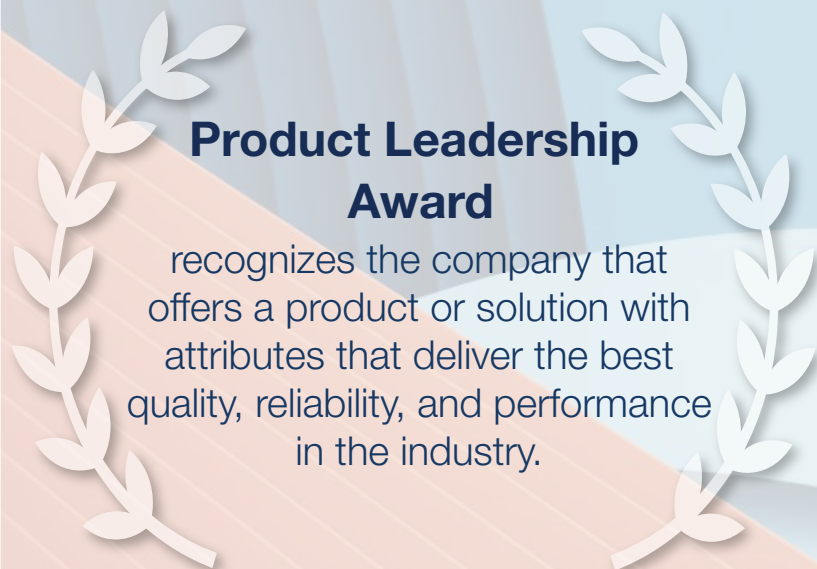 Product Leadership
Award
recognizes the company that
offers a product or solution with
attributes that deliver the best
quality, reliability, and performance
in the industry.